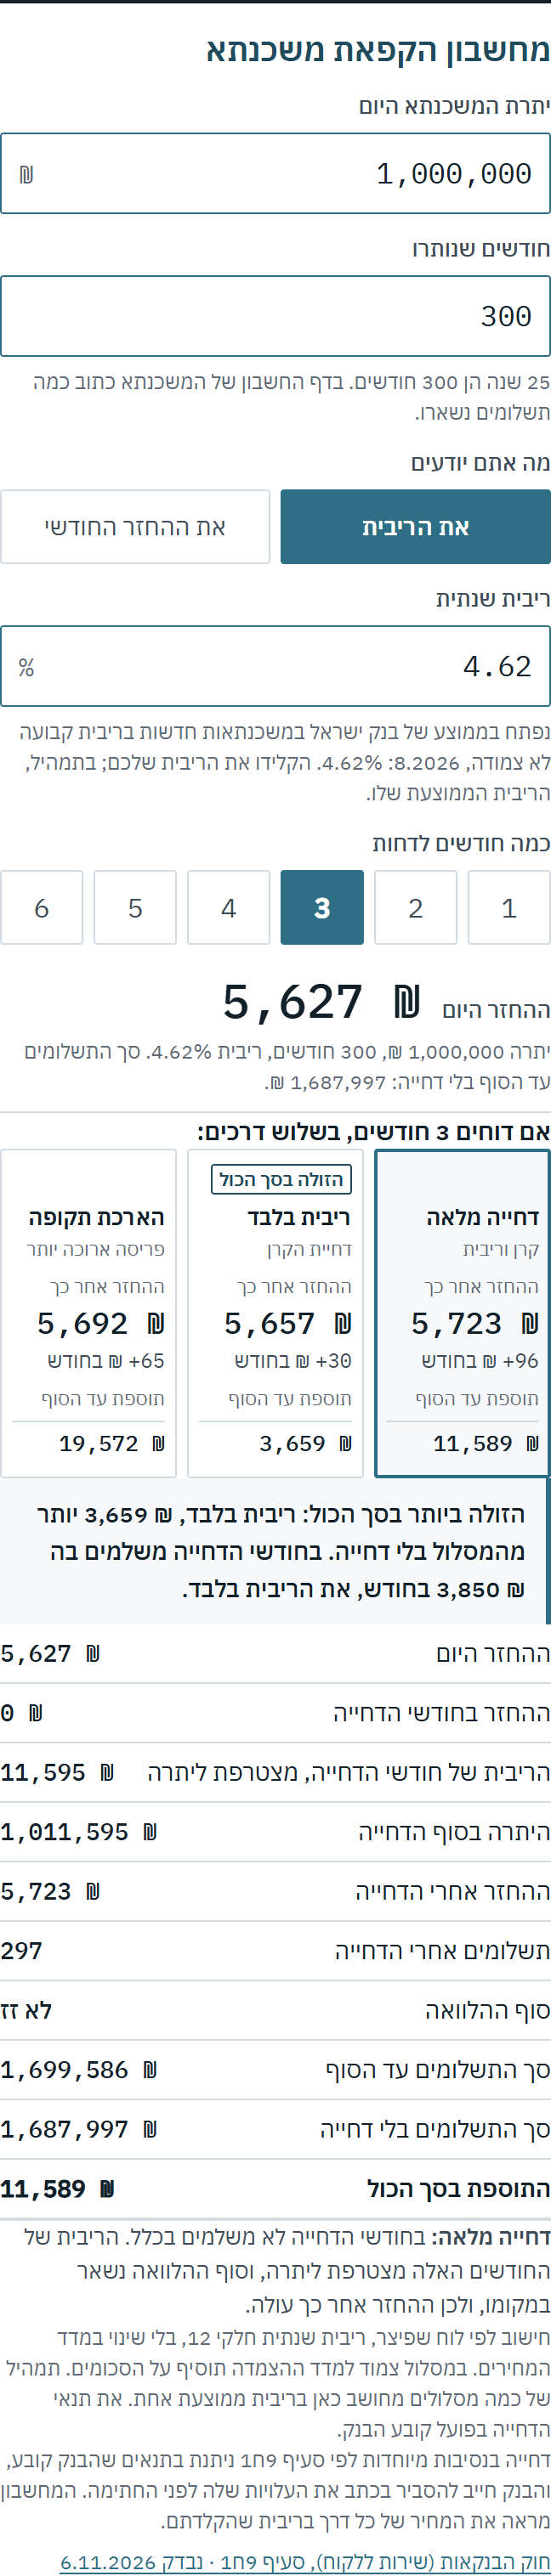 מחשבון הקפאת משכנתא
יתרת המשכנתא היום
1,000,000 ₪
חודשים שנותרו
300
25 שנה הן 300 חודשים. בדף החשבון של המשכנתא כתוב כמה
תשלומים נשארו.
מה אתם יודעים
את הריבית
את ההחזר החודשי
ריבית שנתית
4.62 %
נפתח בממוצע של בנק ישראל במשכנתאות חדשות בריבית קבועה
לא צמודה, 8.2026: 4.62%. הקלידו את הריבית שלכם; בתמהיל,
הריבית הממוצעת שלו.
כמה חודשים לדחות
1 2 3 4 5 6
ההחזר היום ₪ 5,627
יתרה 1,000,000 ₪, 300 חודשים, ריבית 4.62%. סך התשלומים
עד הסוף בלי דחייה: 1,687,997 ₪.
אם דוחים 3 חודשים, בשלוש דרכים:
דחייה מלאה
קרן וריבית
ההחזר אחר כך
₪ 5,723
+96 ₪ בחודש
תוספת עד הסוף
₪ 11,589
הזולה בסך הכול
ריבית בלבד
דחיית הקרן
ההחזר אחר כך
₪ 5,657
+30 ₪ בחודש
תוספת עד הסוף
₪ 3,659
הארכת תקופה
פריסה ארוכה יותר
ההחזר אחר כך
₪ 5,692
+65 ₪ בחודש
תוספת עד הסוף
₪ 19,572
הזולה ביותר בסך הכול: ריבית בלבד, ₪ 3,659 יותר
מהמסלול בלי דחייה. בחודשי הדחייה משלמים בה
₪ 3,850 בחודש, את הריבית בלבד.
ההחזר היום ₪ 5,627
ההחזר בחודשי הדחייה ₪ 0
הריבית של חודשי הדחייה, מצטרפת ליתרה ₪ 11,595
היתרה בסוף הדחייה ₪ 1,011,595
ההחזר אחרי הדחייה ₪ 5,723
תשלומים אחרי הדחייה 297
סוף ההלוואה לא זז
סך התשלומים עד הסוף ₪ 1,699,586
סך התשלומים בלי דחייה ₪ 1,687,997
התוספת בסך הכול ₪ 11,589
דחייה מלאה: בחודשי הדחייה לא משלמים בכלל. הריבית של
החודשים האלה מצטרפת ליתרה, וסוף ההלוואה נשאר
במקומו, ולכן ההחזר אחר כך עולה.
חישוב לפי לוח שפיצר, ריבית שנתית חלקי 12, בלי שינוי במדד
המחירים. במסלול צמוד למדד ההצמדה תוסיף על הסכומים. תמהיל
של כמה מסלולים מחושב כאן בריבית ממוצעת אחת. את תנאי
הדחייה בפועל קובע הבנק.
דחייה בנסיבות מיוחדות לפי סעיף 9ח1 ניתנת בתנאים שהבנק קובע,
והבנק חייב להסביר בכתב את העלויות שלה לפני החתימה. המחשבון
מראה את המחיר של כל דרך בריבית שהקלדתם.
חוק הבנקאות (שירות ללקוח), סעיף 9ח1 · נבדק 6.11.2026